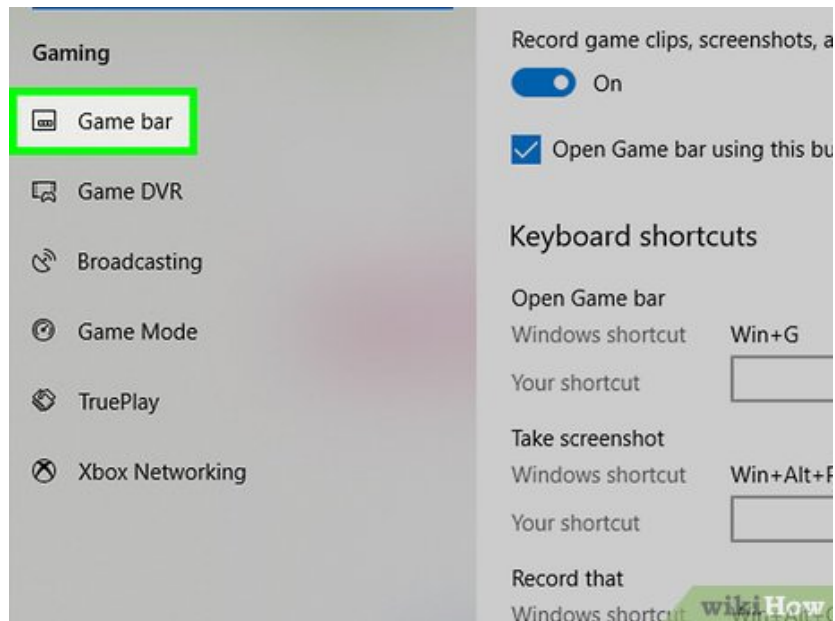 Gaming
Game bar
Game DVR
Broadcasting
Game Mode
TruePlay
Xbox Networking
Record game clips, screenshots, a
On
Open Game bar using this bu
Keyboard shortcuts
Open Game bar
Windows shortcut Win+G
Your shortcut
Take screenshot
Windows shortcut Win+Alt+P
Your shortcut
Record that
Windows shortcut
wikiHow